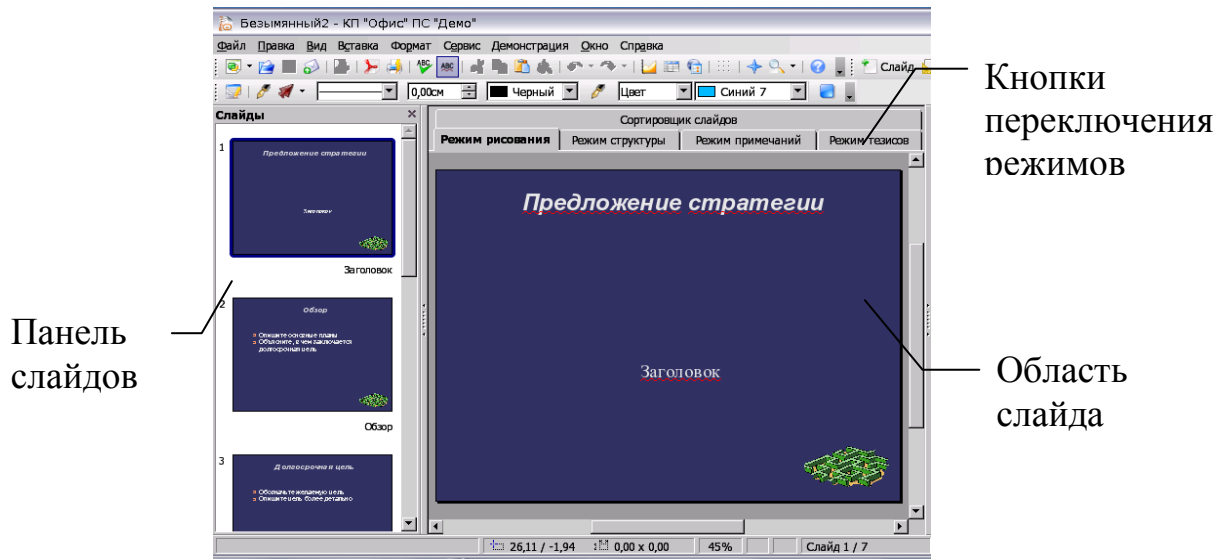 Безымянный2 - КП "Офис" ПС "Демо"
Файл Правка Вид Вставка Формат Сервис Демонстрация Окно Справка
Слайд
0,00см Черный Цвет Синий 7
Слайды
Сортировщик слайдов
Режим рисования Режим структуры Режим примечаний Режим тезисов
1
Предложение стратегии
Заголовок
Заголовок
2
Обзор
Опишите основные планы
Объясните, в чем заключается
долгосрочная цель
Обзор
3
Долгосрочная цель
Обозначьте желаемую цель
Опишите цель более детально
Предложение стратегии
Заголовок
26,11 / -1,94 0,00 x 0,00 45% Слайд 1 / 7
Панель
слайдов
Кнопки
переключения
режимов
Область
слайда